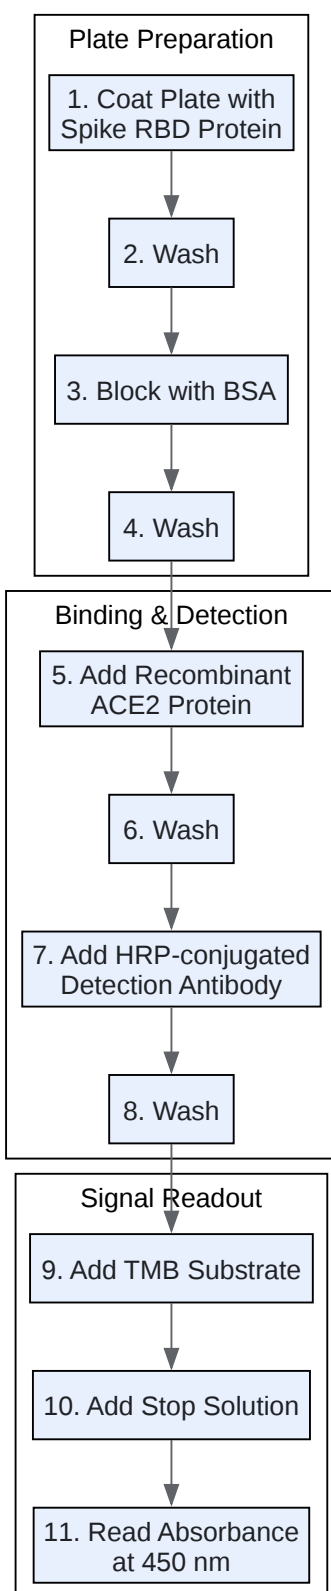 Plate Preparation
1. Coat Plate with
Spike RBD Protein
2. Wash
3. Block with BSA
4. Wash
Binding & Detection
5. Add Recombinant
ACE2 Protein
6. Wash
7. Add HRP-conjugated
Detection Antibody
8. Wash
Signal Readout
9. Add TMB Substrate
10. Add Stop Solution
11. Read Absorbance
at 450 nm